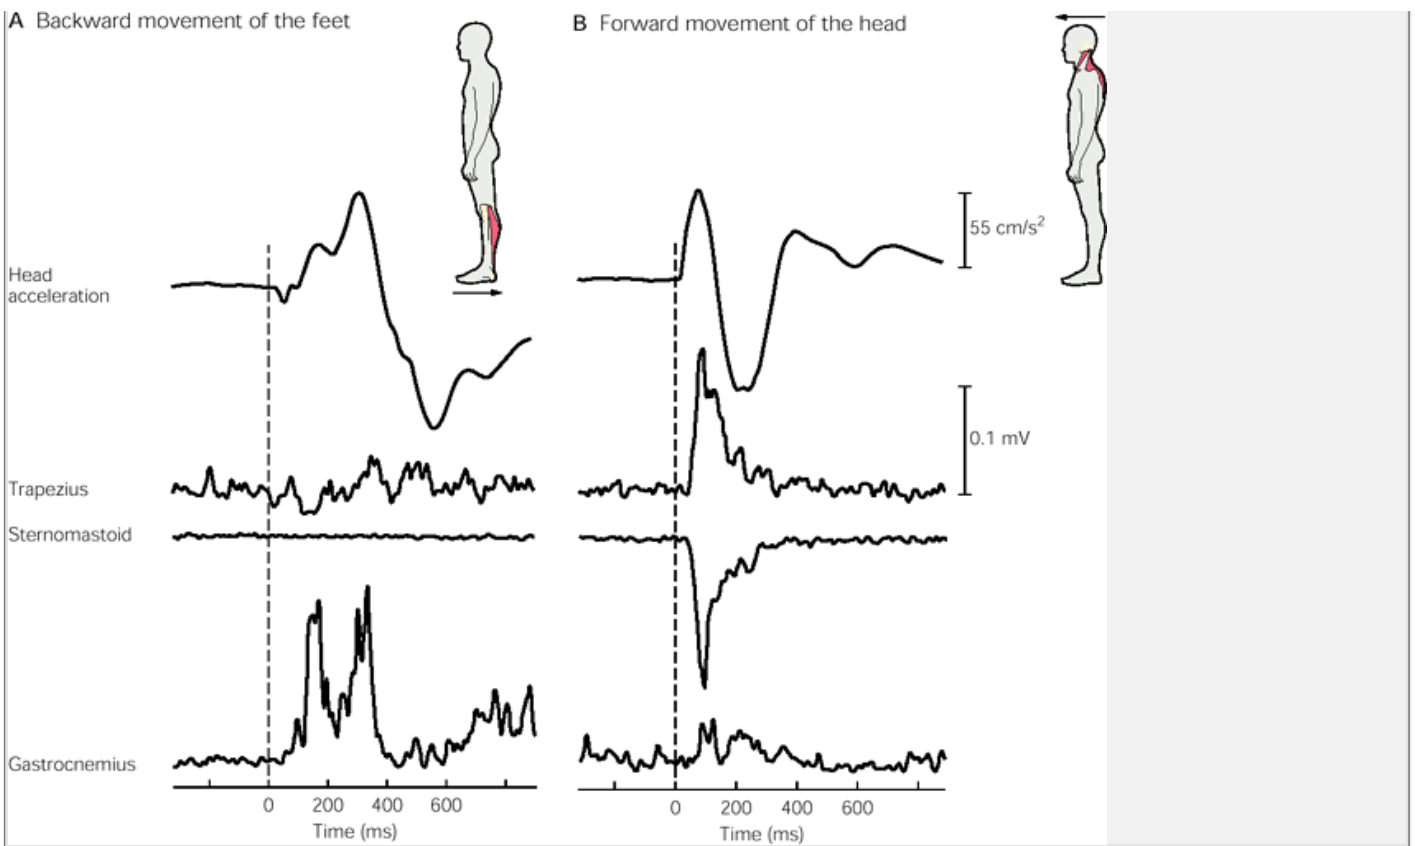 A Backward movement of the feet
B Forward movement of the head
55 cm/s²
Head
acceleration
0.1 mV
Trapezius
Sternomastoid
Gastrocnemius
0 200 400 600
Time (ms)
0 200 400 600
Time (ms)